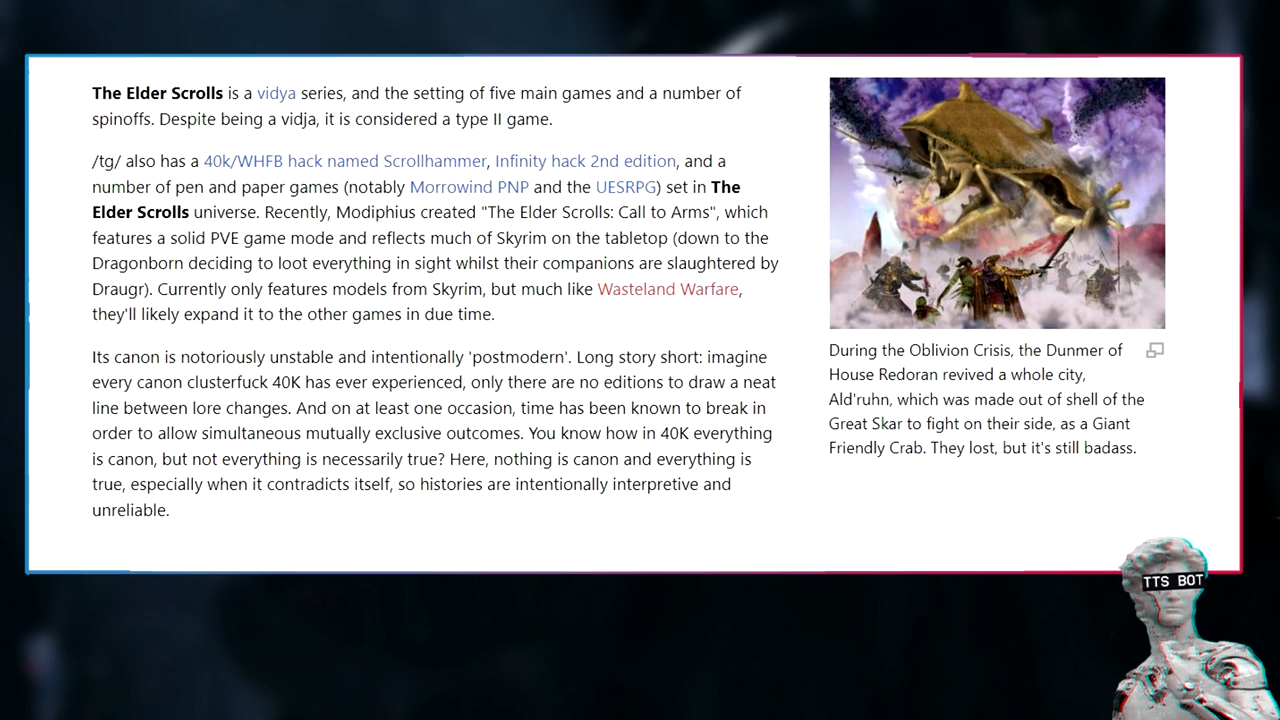 The Elder Scrolls is a vidya series, and the setting of five main games and a number of
spinoffs. Despite being a vidja, it is considered a type II game.
/tg/ also has a 40k/WHFB hack named Scrollhammer, Infinity hack 2nd edition, and a
number of pen and paper games (notably Morrowind PNP and the UESRPG) set in The
Elder Scrolls universe. Recently, Modiphius created "The Elder Scrolls: Call to Arms", which
features a solid PVE game mode and reflects much of Skyrim on the tabletop (down to the
Dragonborn deciding to loot everything in sight whilst their companions are slaughtered by
Draugr). Currently only features models from Skyrim, but much like Wasteland Warfare,
they'll likely expand it to the other games in due time.
Its canon is notoriously unstable and intentionally 'postmodern'. Long story short: imagine
every canon clusterfuck 40K has ever experienced, only there are no editions to draw a neat
line between lore changes. And on at least one occasion, time has been known to break in
order to allow simultaneous mutually exclusive outcomes. You know how in 40K everything
is canon, but not everything is necessarily true? Here, nothing is canon and everything is
true, especially when it contradicts itself, so histories are intentionally interpretive and
unreliable.
During the Oblivion Crisis, the Dunmer of
House Redoran revived a whole city,
Ald'ruhn, which was made out of shell of the
Great Skar to fight on their side, as a Giant
Friendly Crab. They lost, but it's still badass.
TTS BOT